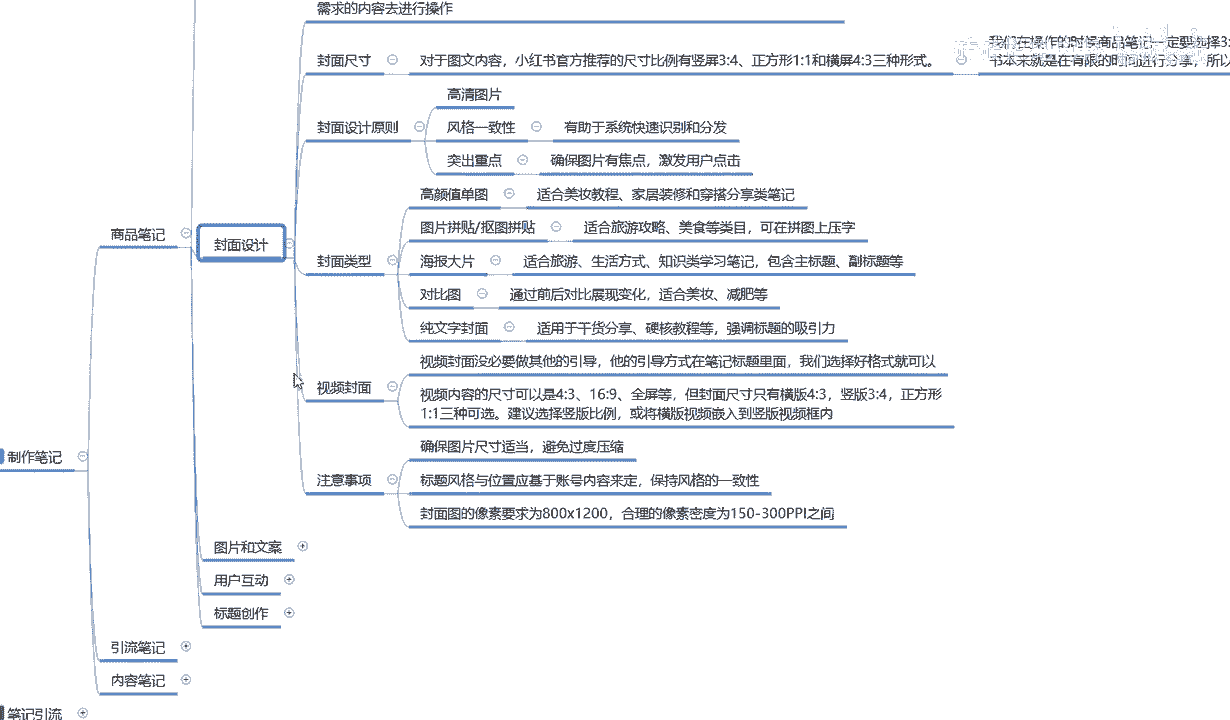 需求的内容去进行操作
封面尺寸
对于图文内容，小红书官方推荐的尺寸比例有竖屏3:4、正方形1:1和横屏4:3三种形式。
我们在操作的时候商品笔记一定要选择3:
书本来就是在有限的时间进行分享，所以
封面设计原则
高清图片
风格一致性
有助于系统快速识别和分发
突出重点
确保图片有焦点，激发用户点击
商品笔记
封面设计
封面类型
高颜值单图
适合美妆教程、家居装修和穿搭分享类笔记
图片拼贴/抠图拼贴
适合旅游攻略、美食等类目，可在拼图上压字
海报大片
适合旅游、生活方式、知识类学习笔记，包含主标题、副标题等
对比图
通过前后对比展现变化，适合美妆、减肥等
纯文字封面
适用于干货分享、硬核教程等，强调标题的吸引力
视频封面
视频封面没必要做其他的引导，他的引导方式在笔记标题里面，我们选择好格式就可以
视频内容的尺寸可以是4:3、16:9、全屏等，但封面尺寸只有横版4:3，竖版3:4，正方形
1:1三种可选。建议选择竖版比例，或将横版视频嵌入到竖版视频框内
制作笔记
注意事项
确保图片尺寸适当，避免过度压缩
标题风格与位置应基于账号内容来定，保持风格的一致性
封面图的像素要求为800x1200，合理的像素密度为150-300PPI之间
图片和文案
用户互动
标题创作
引流笔记
内容笔记
笔记引流